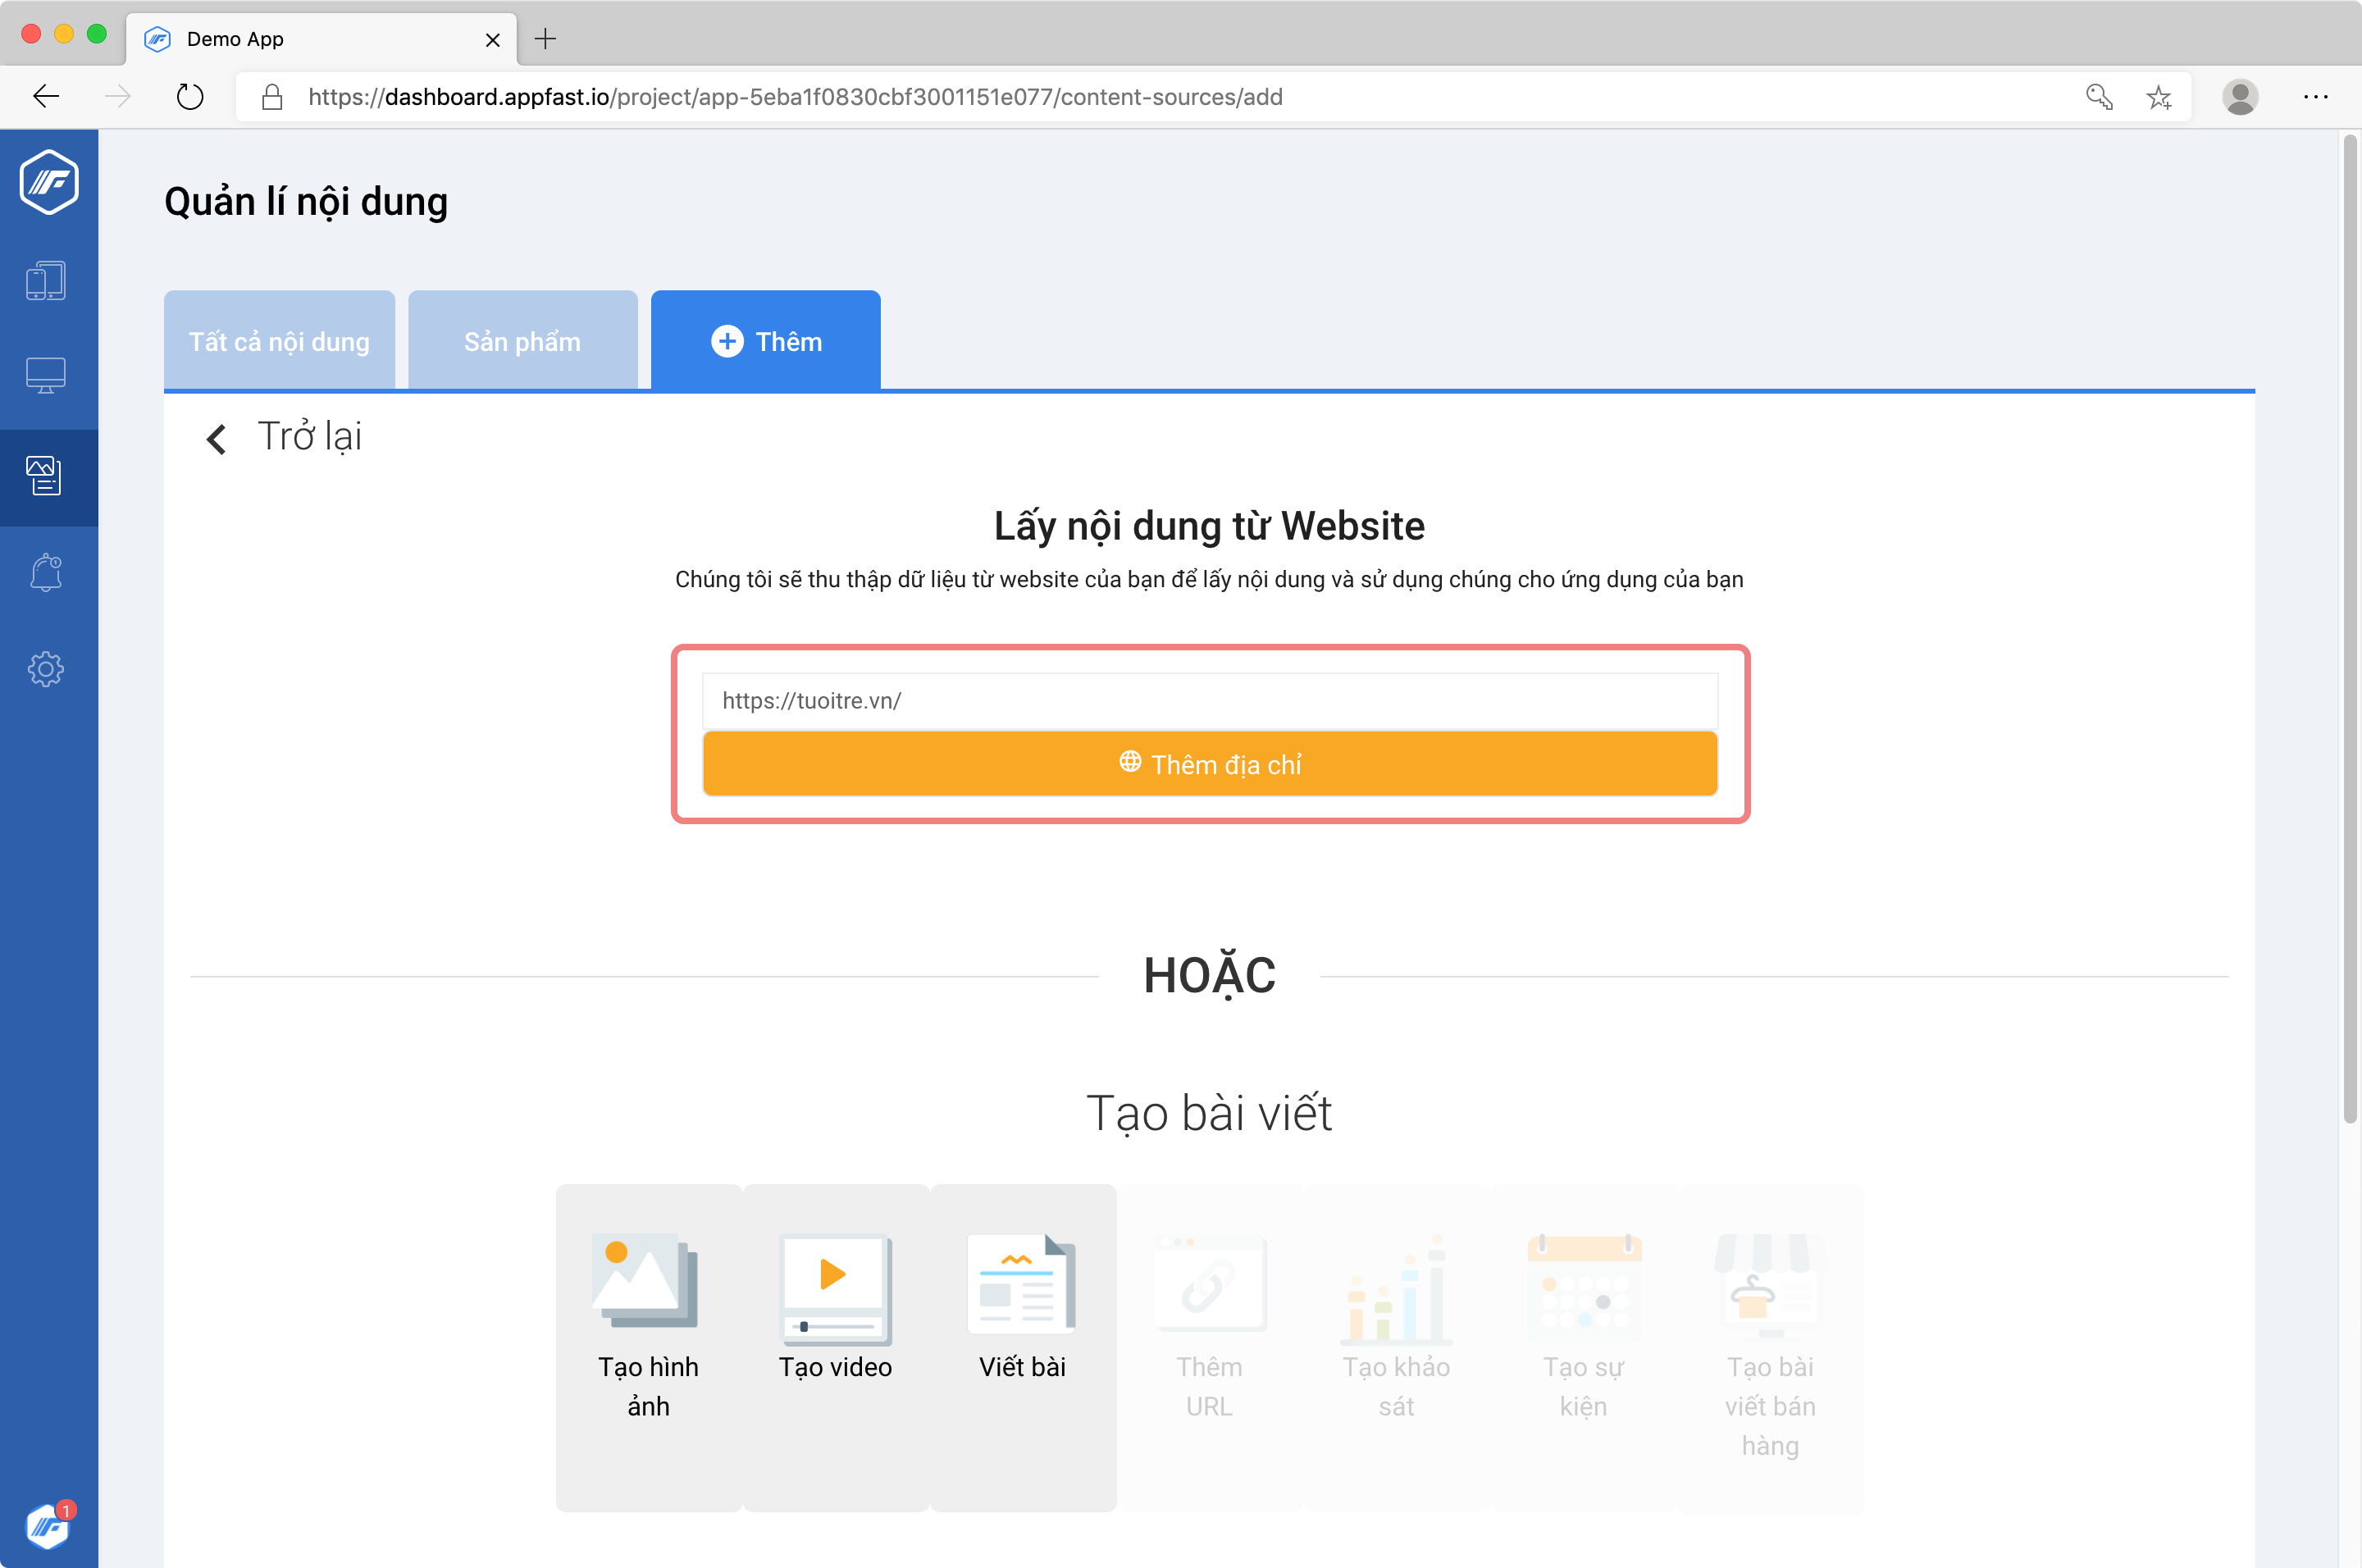 Demo App
https://dashboard.appfast.io/project/app-5eba1f0830cbf3001151e077/content-sources/add
Quản lí nội dung
Tất cả nội dung
Sản phẩm
Thêm
Trở lại
Lấy nội dung từ Website
Chúng tôi sẽ thu thập dữ liệu từ website của bạn để lấy nội dung và sử dụng chúng cho ứng dụng của bạn
https://tuoitre.vn/
Thêm địa chỉ
HOẶC
Tạo bài viết
Tạo hình
ảnh
Tạo video
Viết bài
Thêm
URL
Tạo khảo
sát
Tạo sự
kiện
Tạo bài
viết bán
hàng
1